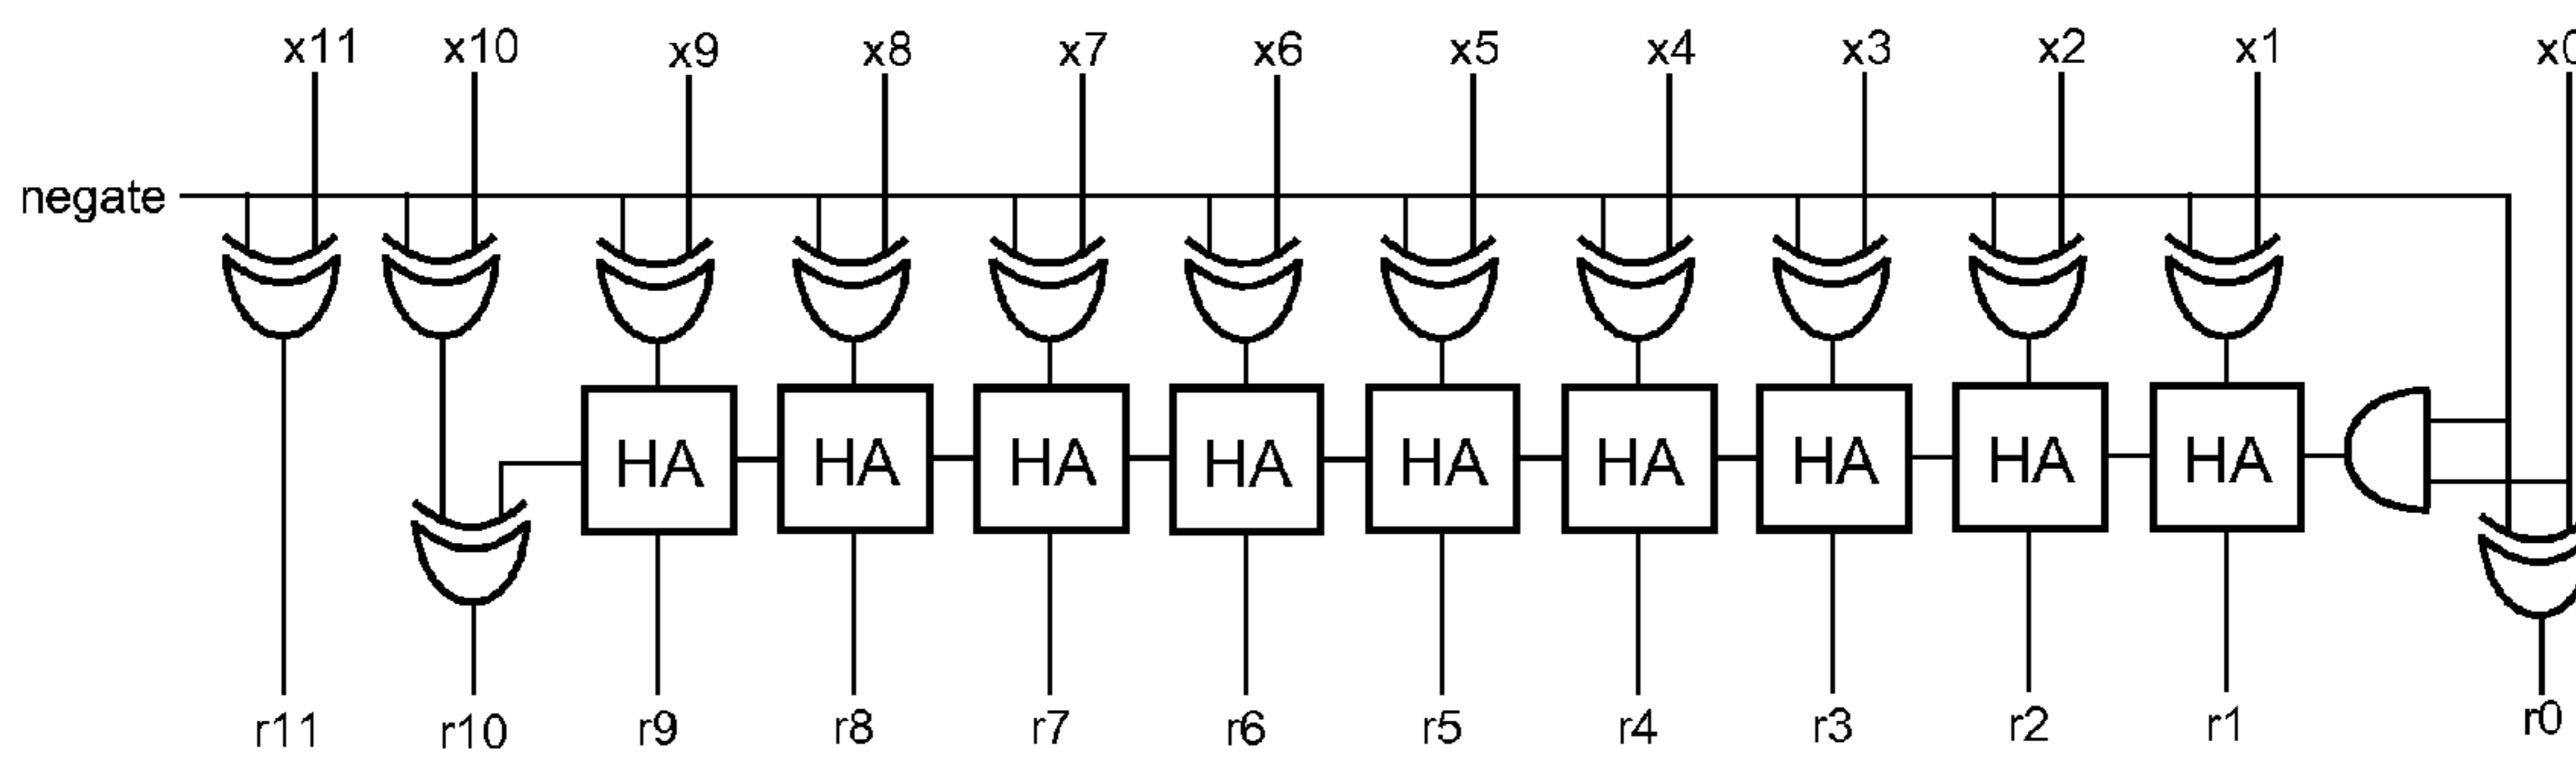 x11 x10 x9 x8 x7 x6 x5 x4 x3 x2 x1 x0
negate
HA HA HA HA HA HA HA HA HA
r11 r10 r9 r8 r7 r6 r5 r4 r3 r2 r1 r0